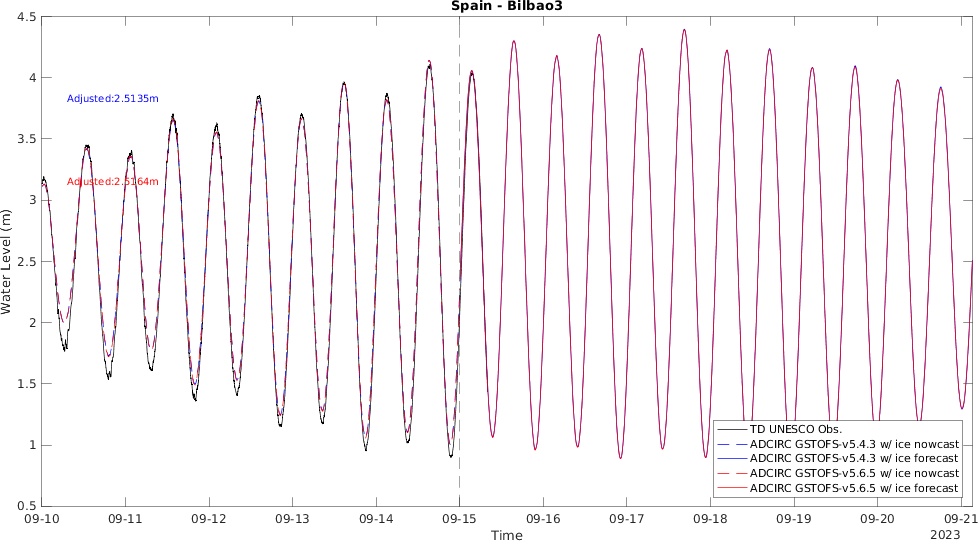 Spain - Bilbao3
4.5
4
3.5
3
2.5
2
1.5
1
0.5
Water Level (m)
Adjusted:2.5135m
Adjusted:2.5164m
TD UNESCO Obs.
ADCIRC GSTOFS-v5.4.3 w/ ice nowcast
ADCIRC GSTOFS-v5.4.3 w/ ice forecast
ADCIRC GSTOFS-v5.6.5 w/ ice nowcast
ADCIRC GSTOFS-v5.6.5 w/ ice forecast
09-10 09-11 09-12 09-13 09-14 09-15 09-16 09-17 09-18 09-19 09-20 09-21
Time
2023